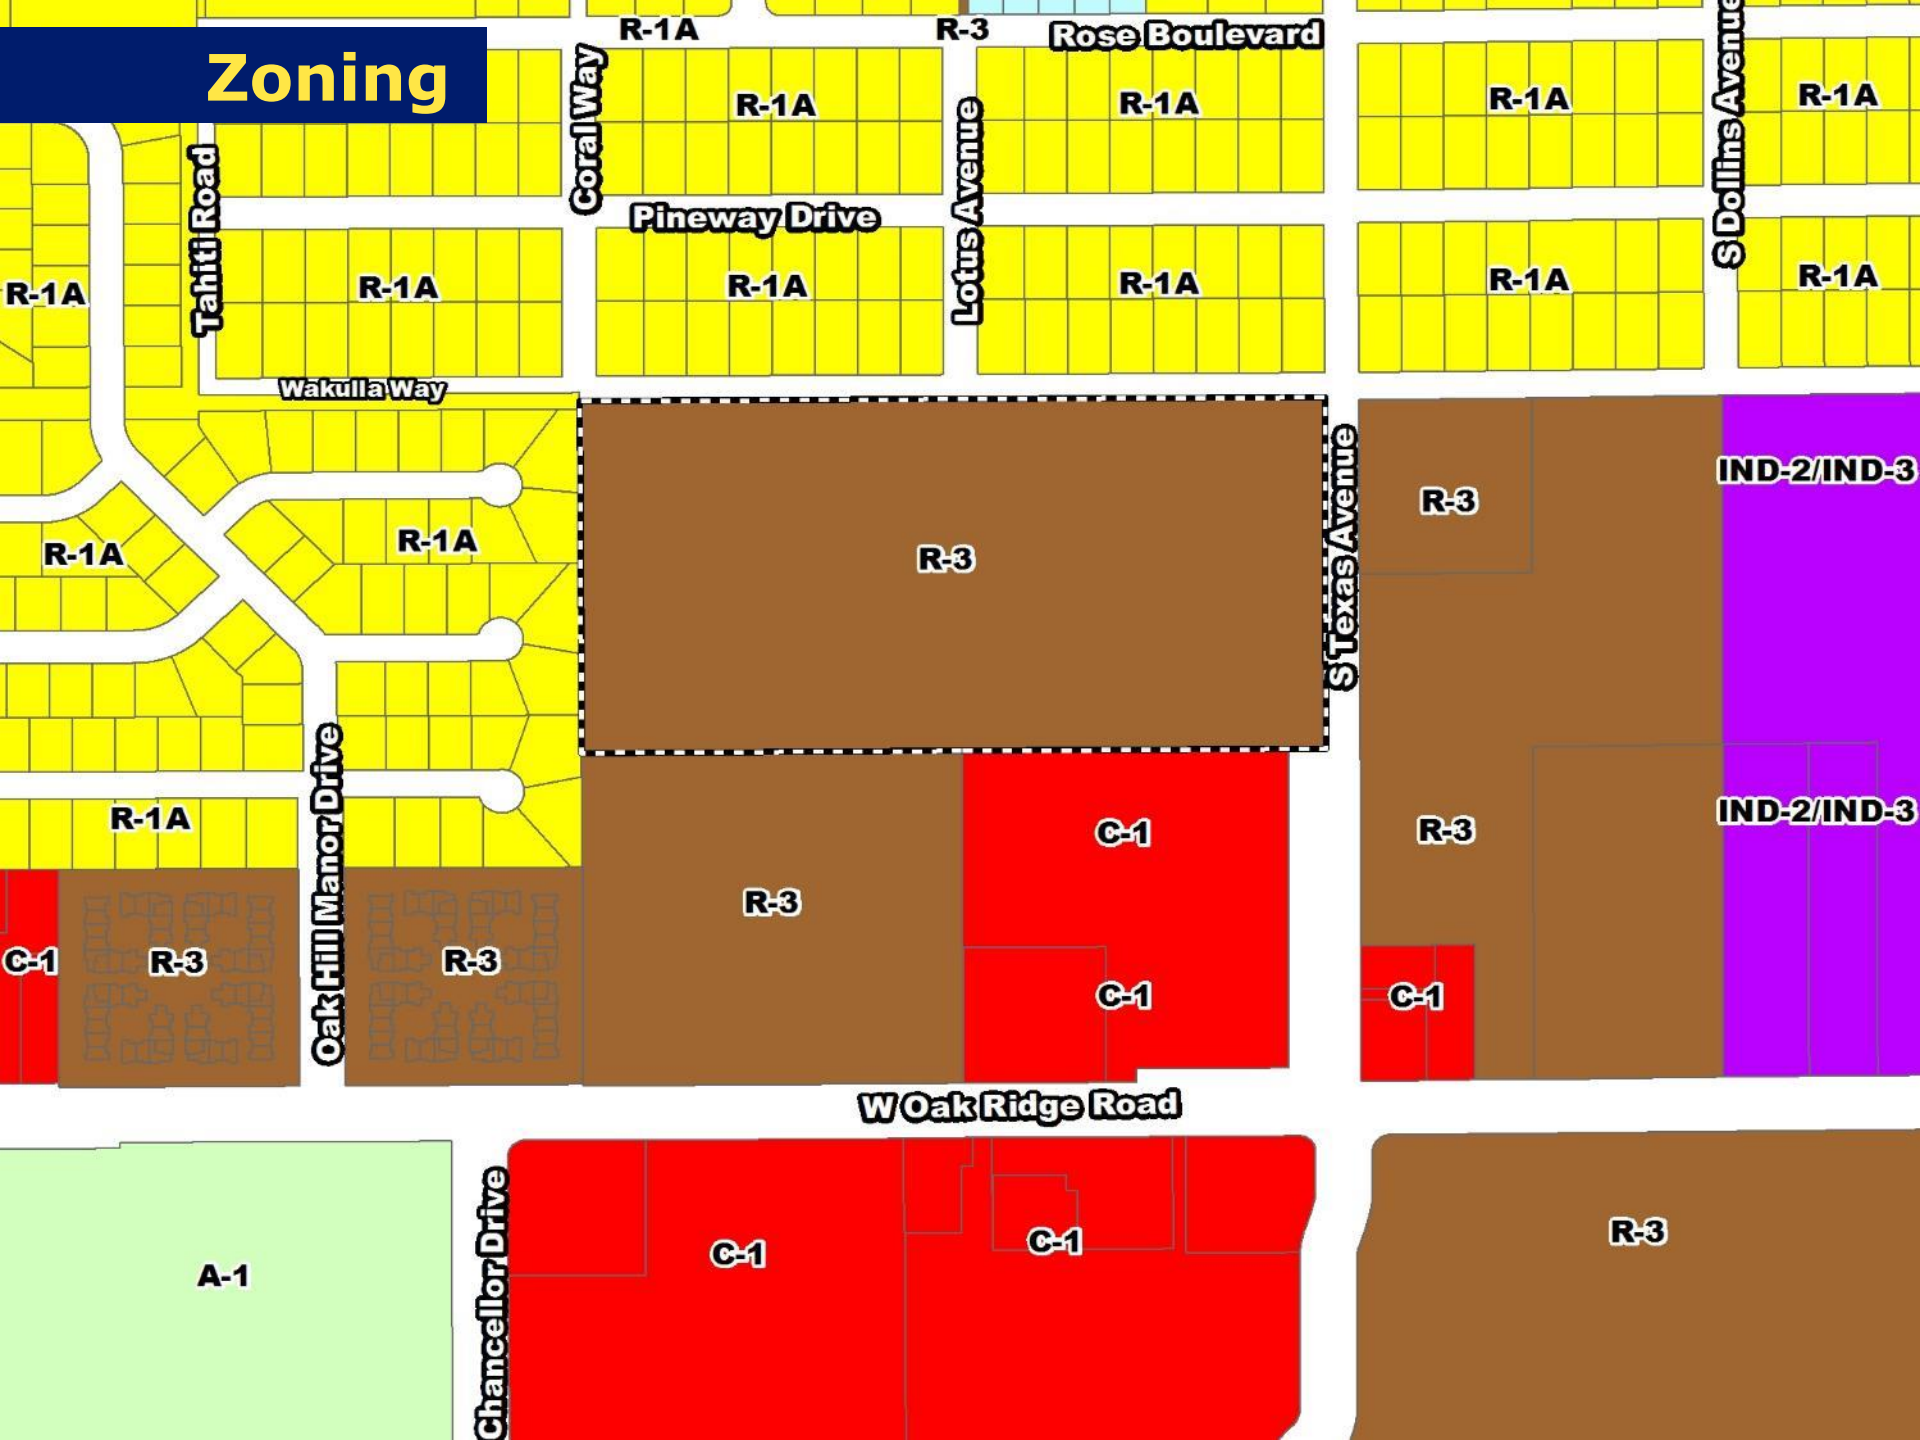 R-1A
R-3
Rose Boulevard
Zoning
Coral Way
R-1A
R-1A
R-1A
R-1A
S Dollins Avenue
Tahiti Road
Lotus Avenue
Pineway Drive
R-1A
R-1A
R-1A
R-1A
R-1A
R-1A
Wakulla Way
IND-2/IND-3
R-3
R-1A
R-1A
R-3
S Texas Avenue
Oak Hill Manor Drive
R-1A
C-1
R-3
IND-2/IND-3
R-3
C-1
R-3
R-3
C-1
C-1
W Oak Ridge Road
Chancellor Drive
A-1
C-1
C-1
R-3